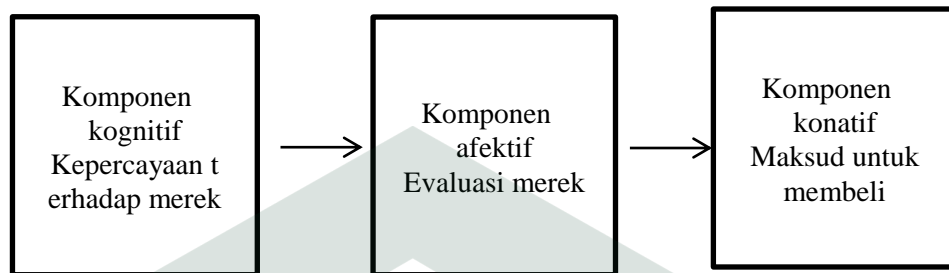 Komponen
kognitif
Kepercayaan t
erhadap merek
Komponen
afektif
Evaluasi merek
Komponen
konatif
Maksud untuk
membeli